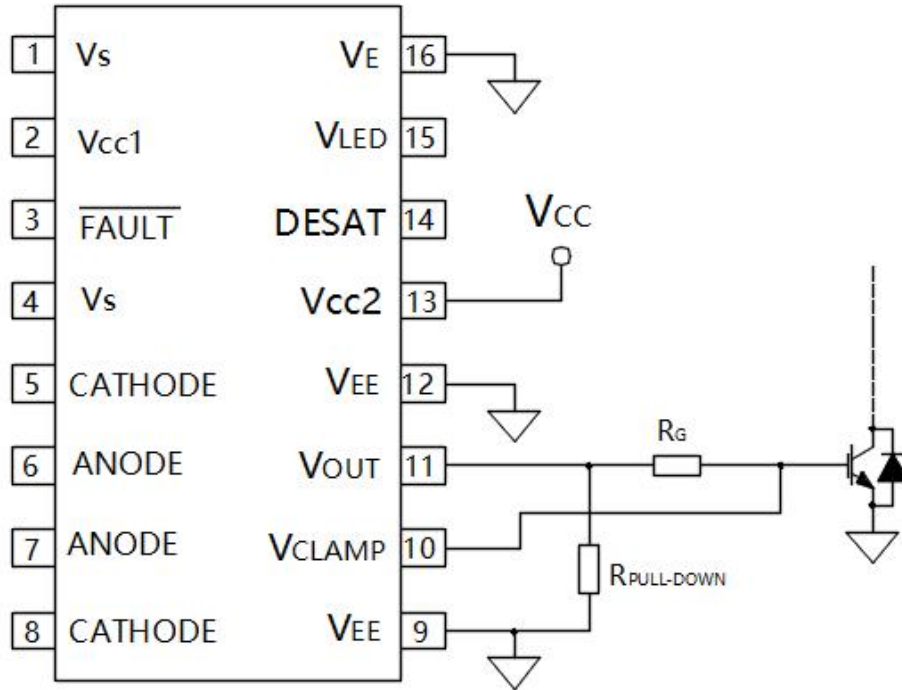 1 Vs VE 16
2 Vcc1 VLED 15
3 FAULT DESAT 14
VCC
4 Vs Vcc2 13
5 CATHODE VEE 12
6 ANODE VOUT 11
RG
7 ANODE VCLAMP 10
RPULL-DOWN
8 CATHODE VEE 9